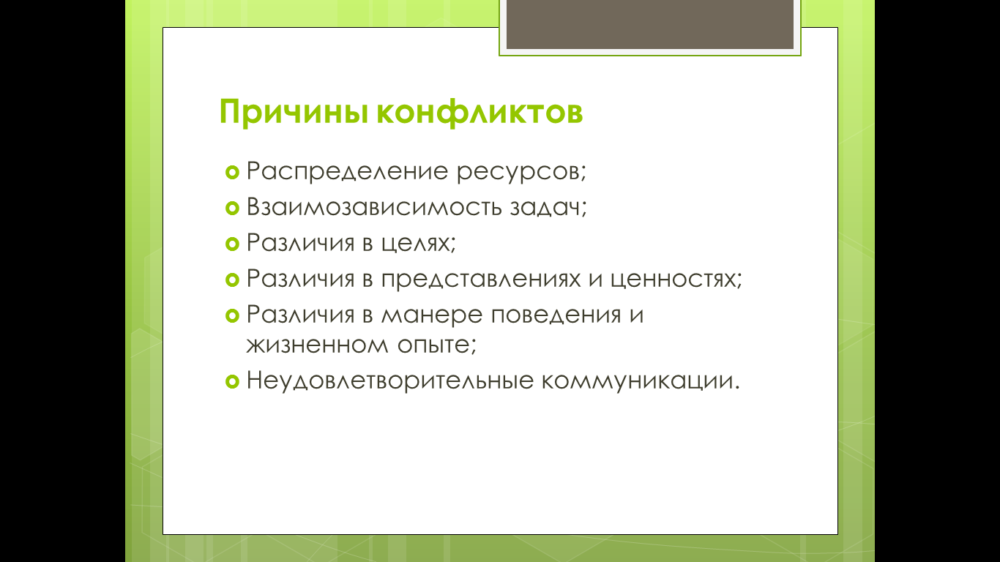 Причины конфликтов
Распределение ресурсов;
Взаимозависимость задач;
Различия в целях;
Различия в представлениях и ценностях;
Различия в манере поведения и
жизненном опыте;
Неудовлетворительные коммуникации.